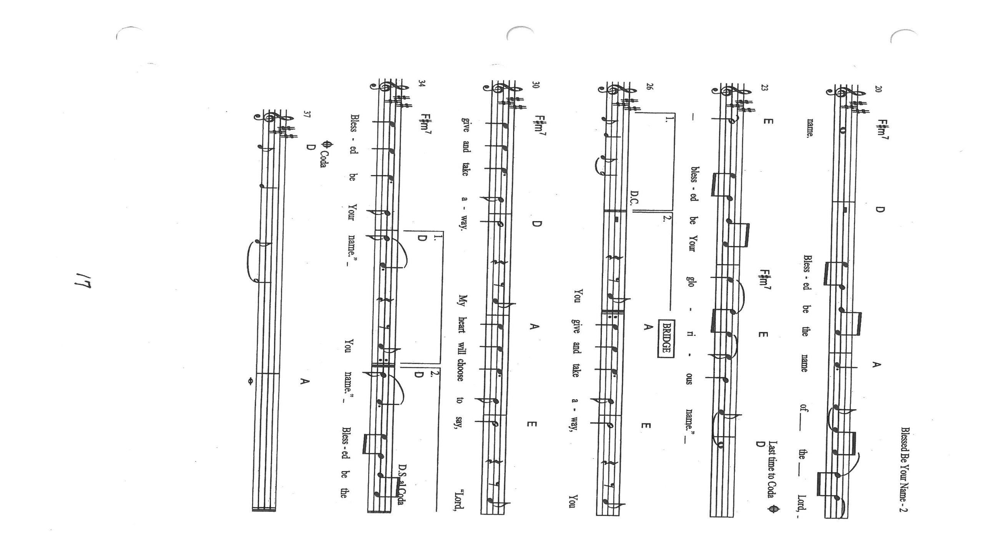 Blessed Be Your Name - 2
20 F#m7 D A
name. Bless - ed be the name of the Lord, -
Last time to Coda
23 E F#m7 E D
bless - ed be Your glo - ri - ous name.”
BRIDGE
26 1. D.C. 2. A E
You give and take a - way, You
30 F#m7 D A E
give and take a - way. My heart will choose to say, “Lord,
D.S. al Coda
34 F#m7 1. D 2. D
Bless - ed be Your name.” You name.” Bless - ed be the
Coda
37 D A
17